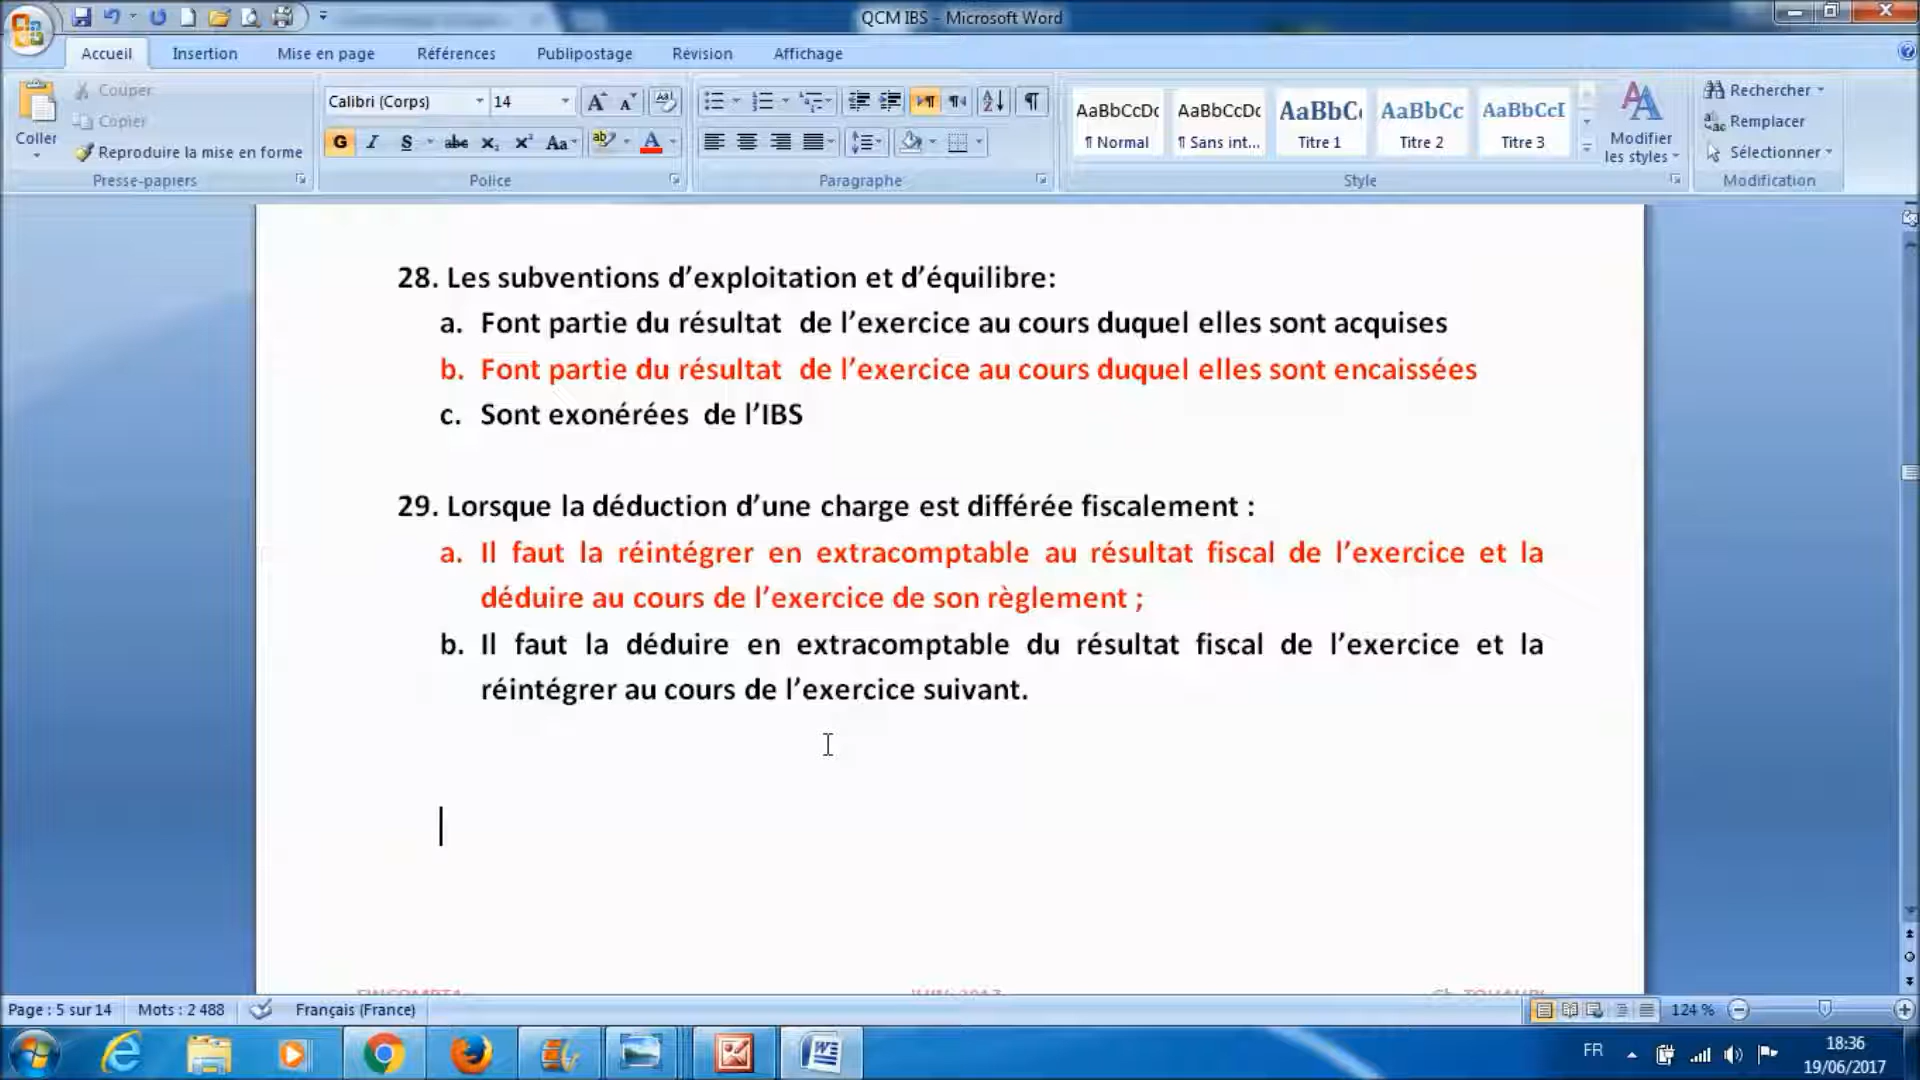 QCM IBS - Microsoft Word
Accueil Insertion Mise en page Références Publipostage Révision Affichage
Couper
Copier
Reproduire la mise en forme
Coller
Presse-papiers
Calibri (Corps) 14
Police
Paragraphe
AaBbCcDc AaBbCcDc AaBbC AaBbCc AaBbCcI
¶ Normal ¶ Sans int... Titre 1 Titre 2 Titre 3
Modifier les styles
Style
Rechercher
Remplacer
Sélectionner
Modification
28. Les subventions d’exploitation et d’équilibre:
a. Font partie du résultat de l’exercice au cours duquel elles sont acquises
b. Font partie du résultat de l’exercice au cours duquel elles sont encaissées
c. Sont exonérées de l’IBS
29. Lorsque la déduction d’une charge est différée fiscalement :
a. Il faut la réintégrer en extracomptable au résultat fiscal de l’exercice et la
déduire au cours de l’exercice de son règlement ;
b. Il faut la déduire en extracomptable du résultat fiscal de l’exercice et la
réintégrer au cours de l’exercice suivant.
Page : 5 sur 14 Mots : 2 488 Français (France) 124 %
FR 18:36
19/06/2017